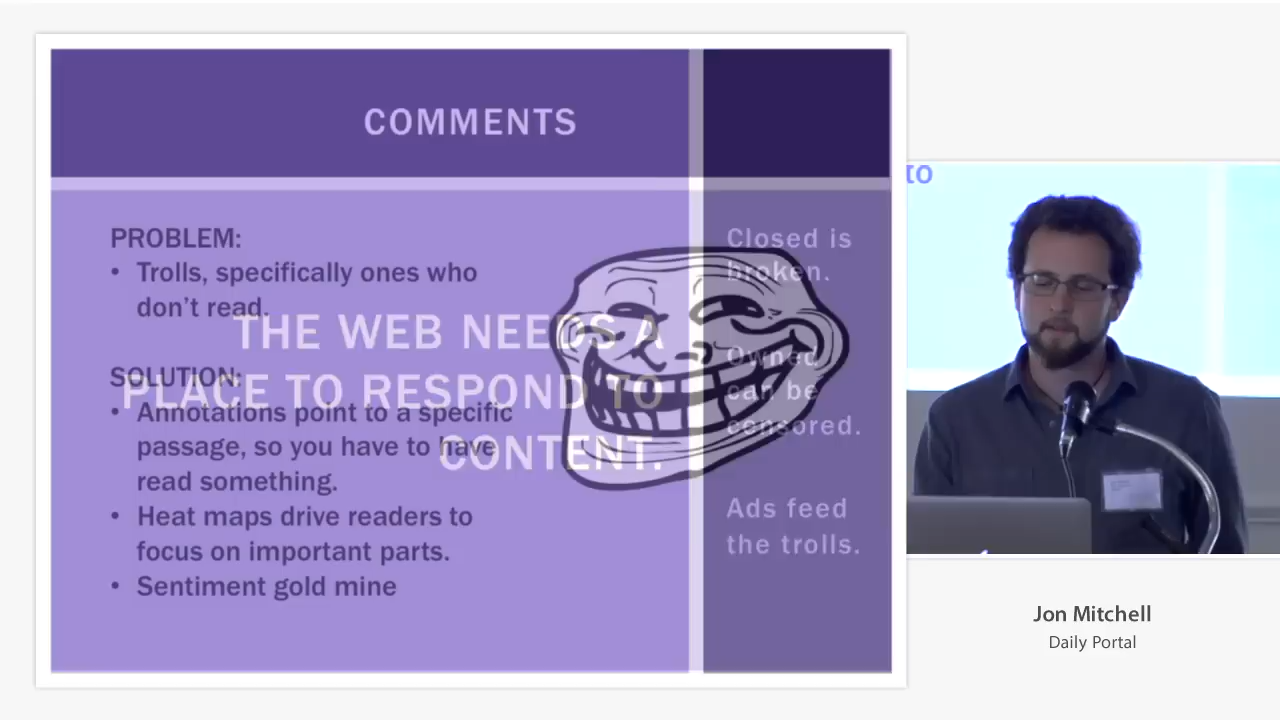 COMMENTS
PROBLEM:
• Trolls, specifically ones who
don’t read.
SOLUTION:
• Annotations point to a specific
passage, so you have to have
read something.
• Heat maps drive readers to
focus on important parts.
• Sentiment gold mine
THE WEB NEEDS A
PLACE TO RESPOND TO
CONTENT.
Closed is
broken.
Owned
can be
censored.
Ads feed
the trolls.
IO
Jon Mitchell
Daily Portal